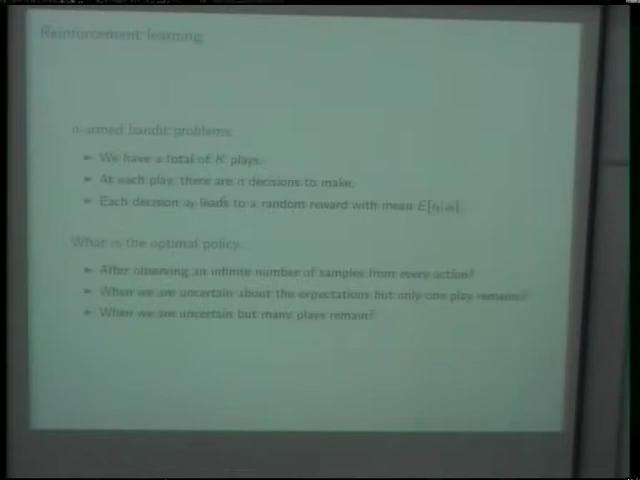 Reinforcement learning
n-armed bandit problems
► We have a total of K plays.
► At each play, there are n decisions to make.
► Each decision leads to a random reward with mean
What is the optimal policy..
► After observing an infinite number of samples from every action?
► When we are uncertain about the expectations but only one play remains?
► When we are uncertain but many plays remain?